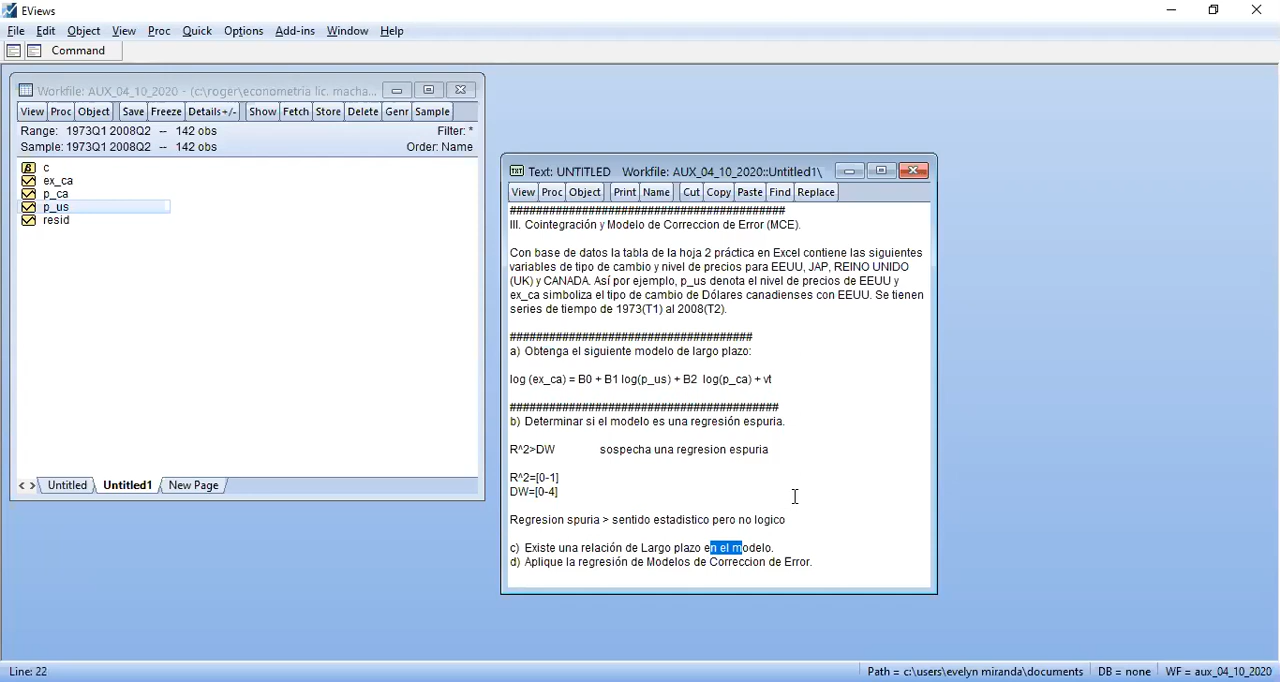 EViews
File Edit Object View Proc Quick Options Add-ins Window Help
Command
Workfile: AUX_04_10_2020 - (c:\roger\econometria lic. macha...
View Proc Object Save Freeze Details+/- Show Fetch Store Delete Genr Sample
Range: 1973Q1 2008Q2 -- 142 obs Filter: *
Sample: 1973Q1 2008Q2 -- 142 obs Order: Name
c
ex_ca
p_ca
p_us
resid
Untitled Untitled1 New Page
Text: UNTITLED Workfile: AUX_04_10_2020::Untitled1\
View Proc Object Print Name Cut Copy Paste Find Replace
##########################################
III. Cointegración y Modelo de Correccion de Error (MCE).
Con base de datos la tabla de la hoja 2 práctica en Excel contiene las siguientes
variables de tipo de cambio y nivel de precios para EEUU, JAP, REINO UNIDO
(UK) y CANADA. Así por ejemplo, p_us denota el nivel de precios de EEUU y
ex_ca simboliza el tipo de cambio de Dólares canadienses con EEUU. Se tienen
series de tiempo de 1973(T1) al 2008(T2).
#####################################
a) Obtenga el siguiente modelo de largo plazo:
log (ex_ca) = B0 + B1 log(p_us) + B2 log(p_ca) + vt
#########################################
b) Determinar si el modelo es una regresión espuria.
R^2>DW sospecha una regresion espuria
R^2=[0-1]
DW=[0-4]
Regresion spuria > sentido estadistico pero no logico
c) Existe una relación de Largo plazo en el modelo.
d) Aplique la regresión de Modelos de Correccion de Error.
Line: 22 Path = c:\users\evelyn miranda\documents DB = none WF = aux_04_10_2020